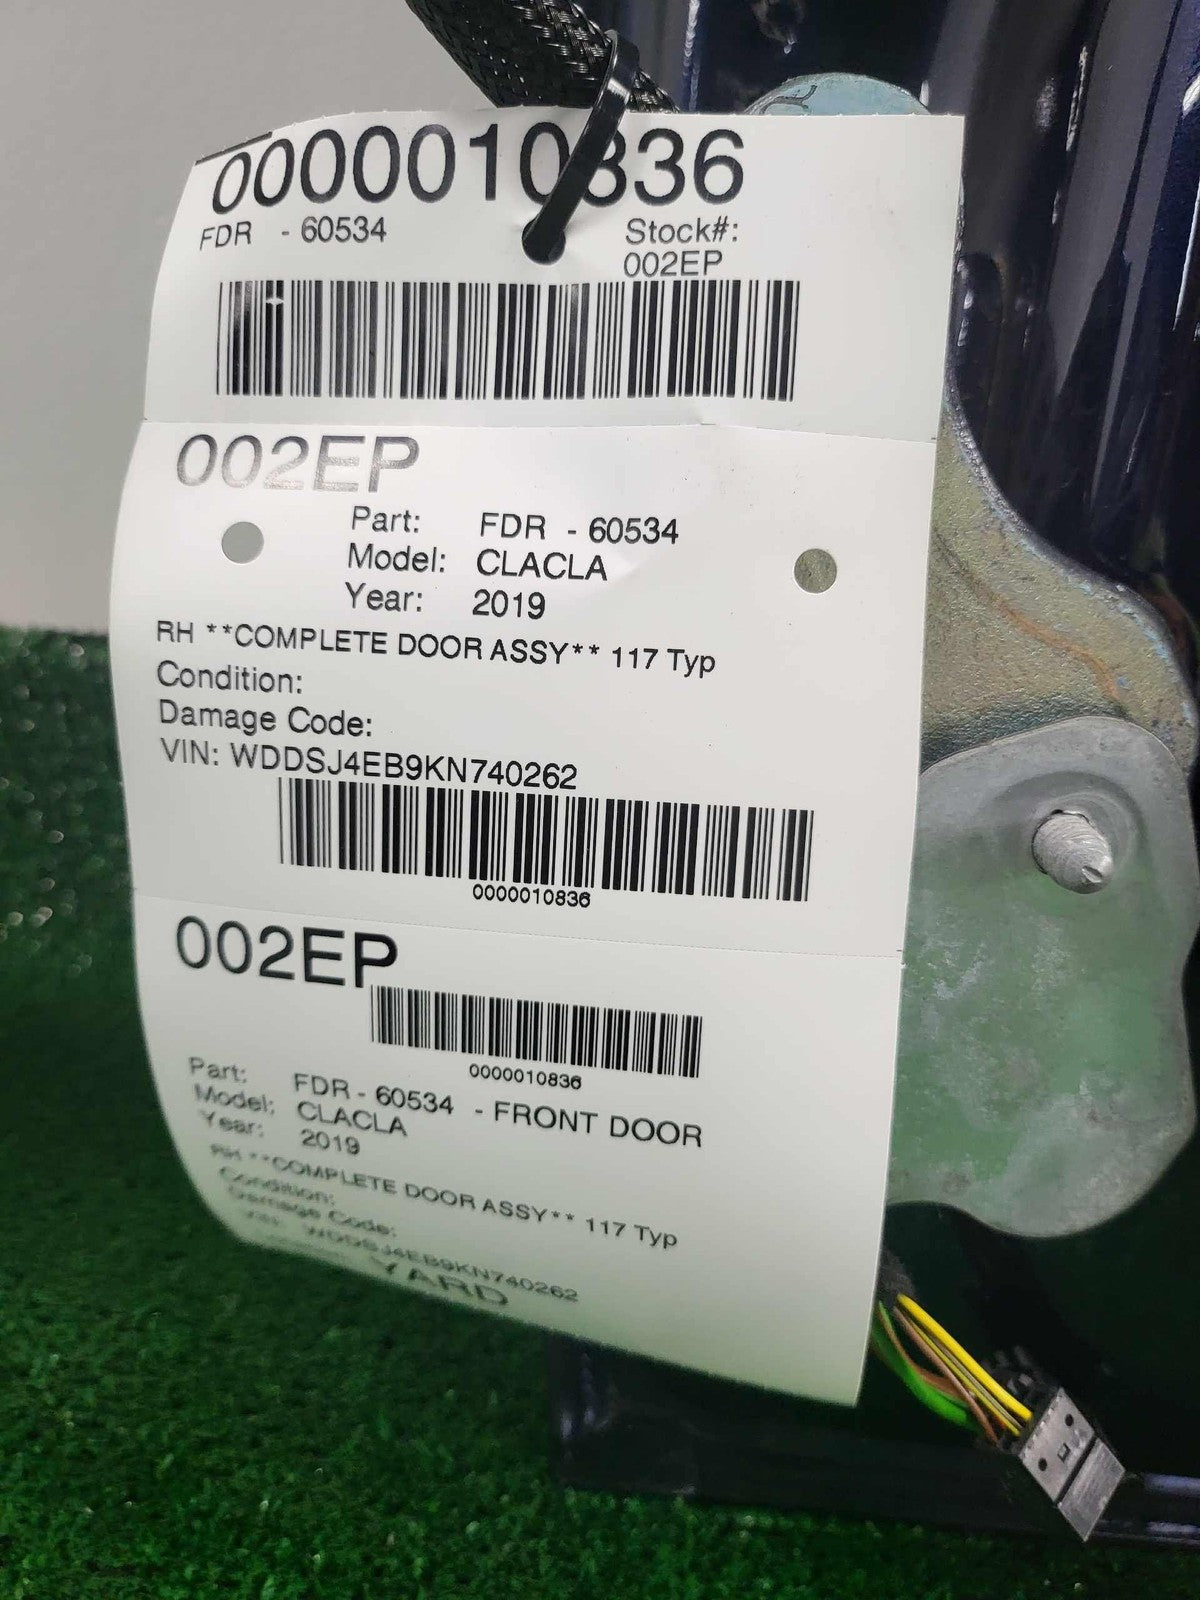 0000010836
FDR - 60534 Stock#:
002EP
002EP
Part: FDR - 60534
Model: CLACLA
Year: 2019
RH **COMPLETE DOOR ASSY** 117 Typ
Condition:
Damage Code:
VIN: WDDSJ4EB9KN740262
0000010836
002EP
0000010836
Part: FDR - 60534 - FRONT DOOR
Model: CLACLA
Year: 2019
RH **COMPLETE DOOR ASSY** 117 Typ
Condition:
Damage Code:
VIN: WDDSJ4EB9KN740262
YARD